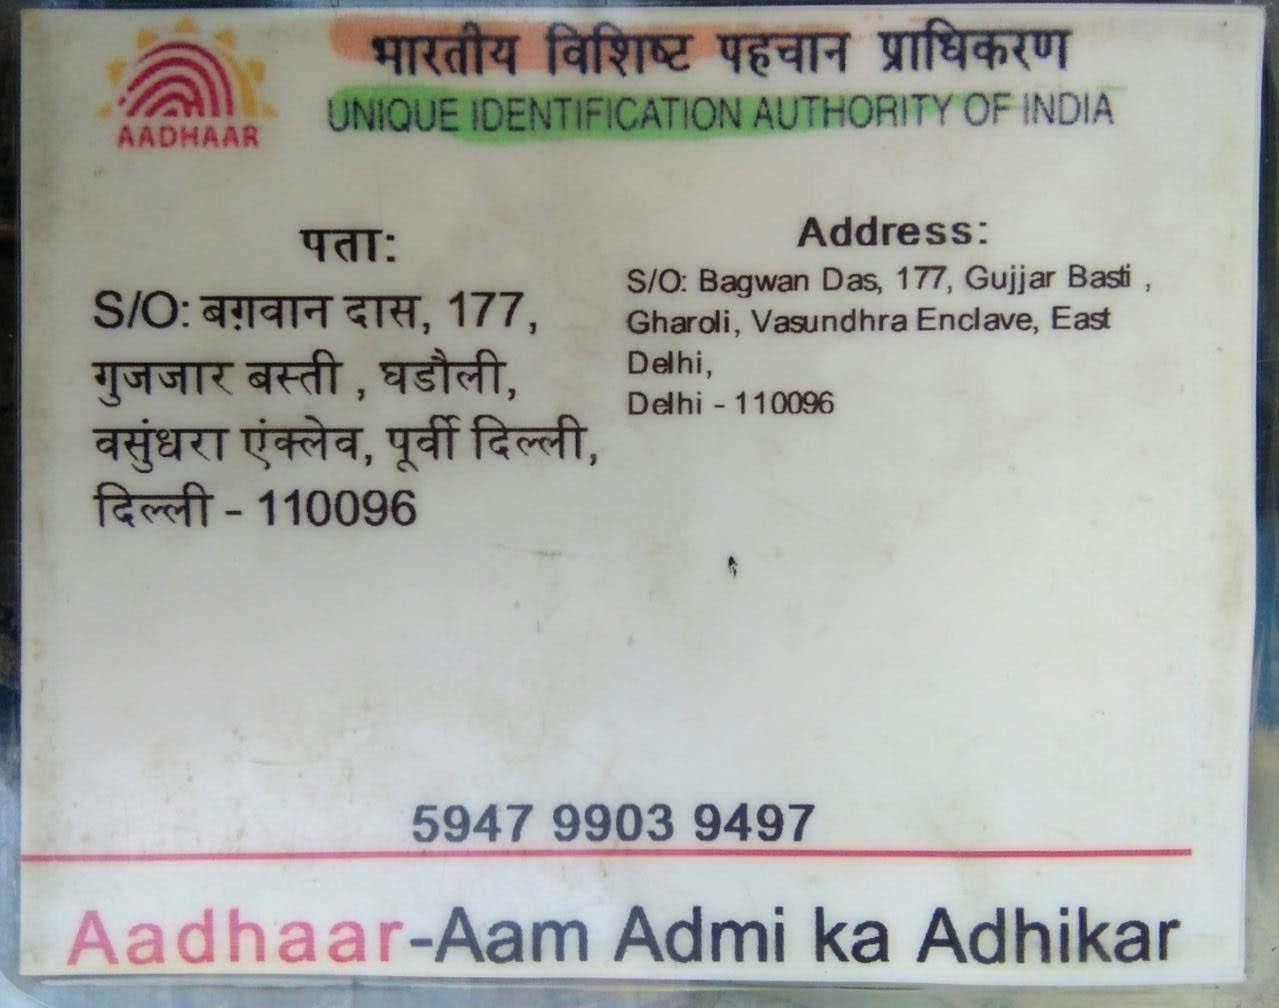 भारतीय विशिष्ट पहचान प्राधिकरण
AADHAAR
UNIQUE IDENTIFICATION AUTHORITY OF INDIA
पता:
S/O: बग़वान दास, 177,
गुजजार बस्ती , घडौली,
वसुंधरा एंक्लेव, पूर्वी दिल्ली,
दिल्ली - 110096
Address:
S/O: Bagwan Das, 177, Gujjar Basti ,
Gharoli, Vasundhra Enclave, East
Delhi,
Delhi - 110096
5947 9903 9497
Aadhaar-Aam Admi ka Adhikar